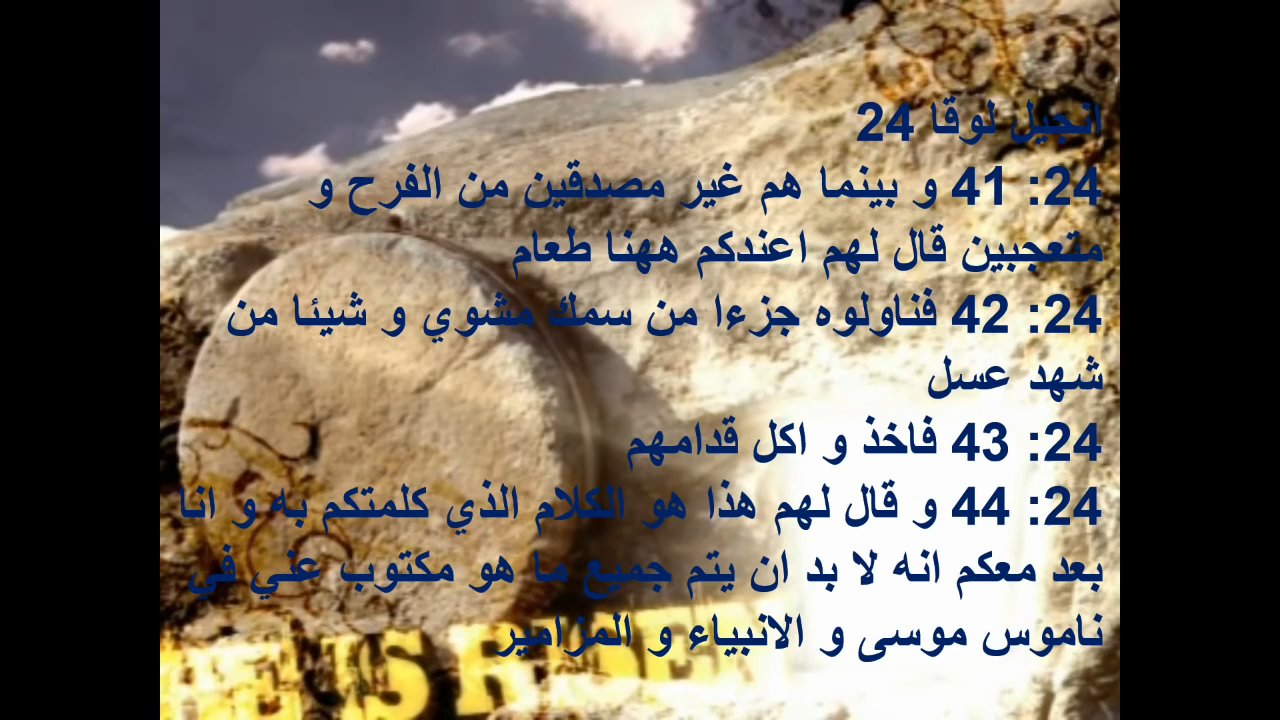 انجيل لوقا 24
24: 41 و بينما هم غير مصدقين من الفرح و
متعجبين قال لهم اعندكم ههنا طعام
24: 42 فناولوه جزءا من سمك مشوي و شيئا من
شهد عسل
24: 43 فاخذ و اكل قدامهم
24: 44 و قال لهم هذا هو الكلام الذي كلمتكم به و انا
بعد معكم انه لا بد ان يتم جميع ما هو مكتوب عني في
ناموس موسى و الانبياء و المزامير